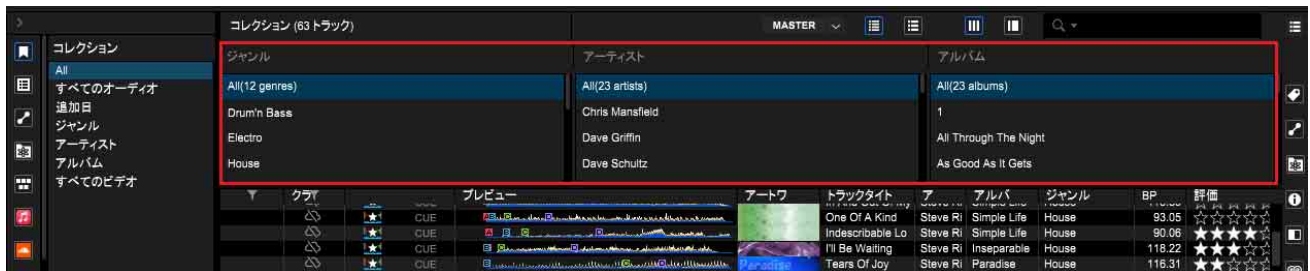 コレクション (63 トラック)
MASTER
コレクション
All
すべてのオーディオ
追加日
ジャンル
アーティスト
アルバム
すべてのビデオ
ジャンル アーティスト アルバム
All(12 genres) All(23 artists) All(23 albums)
Drum'n Bass Chris Mansfield 1
Electro Dave Griffin All Through The Night
House Dave Schultz As Good As It Gets
クラ プレビュー アートワ トラックタイト ア アルバ ジャンル BP 評価
CUE One Of A Kind Steve Ri Simple Life House 93.05
CUE Indescribable Lo Steve Ri Simple Life House 90.06
CUE I'll Be Waiting Steve Ri Inseparable House 118.22
CUE Paradise Tears Of Joy Steve Ri Paradise House 116.31